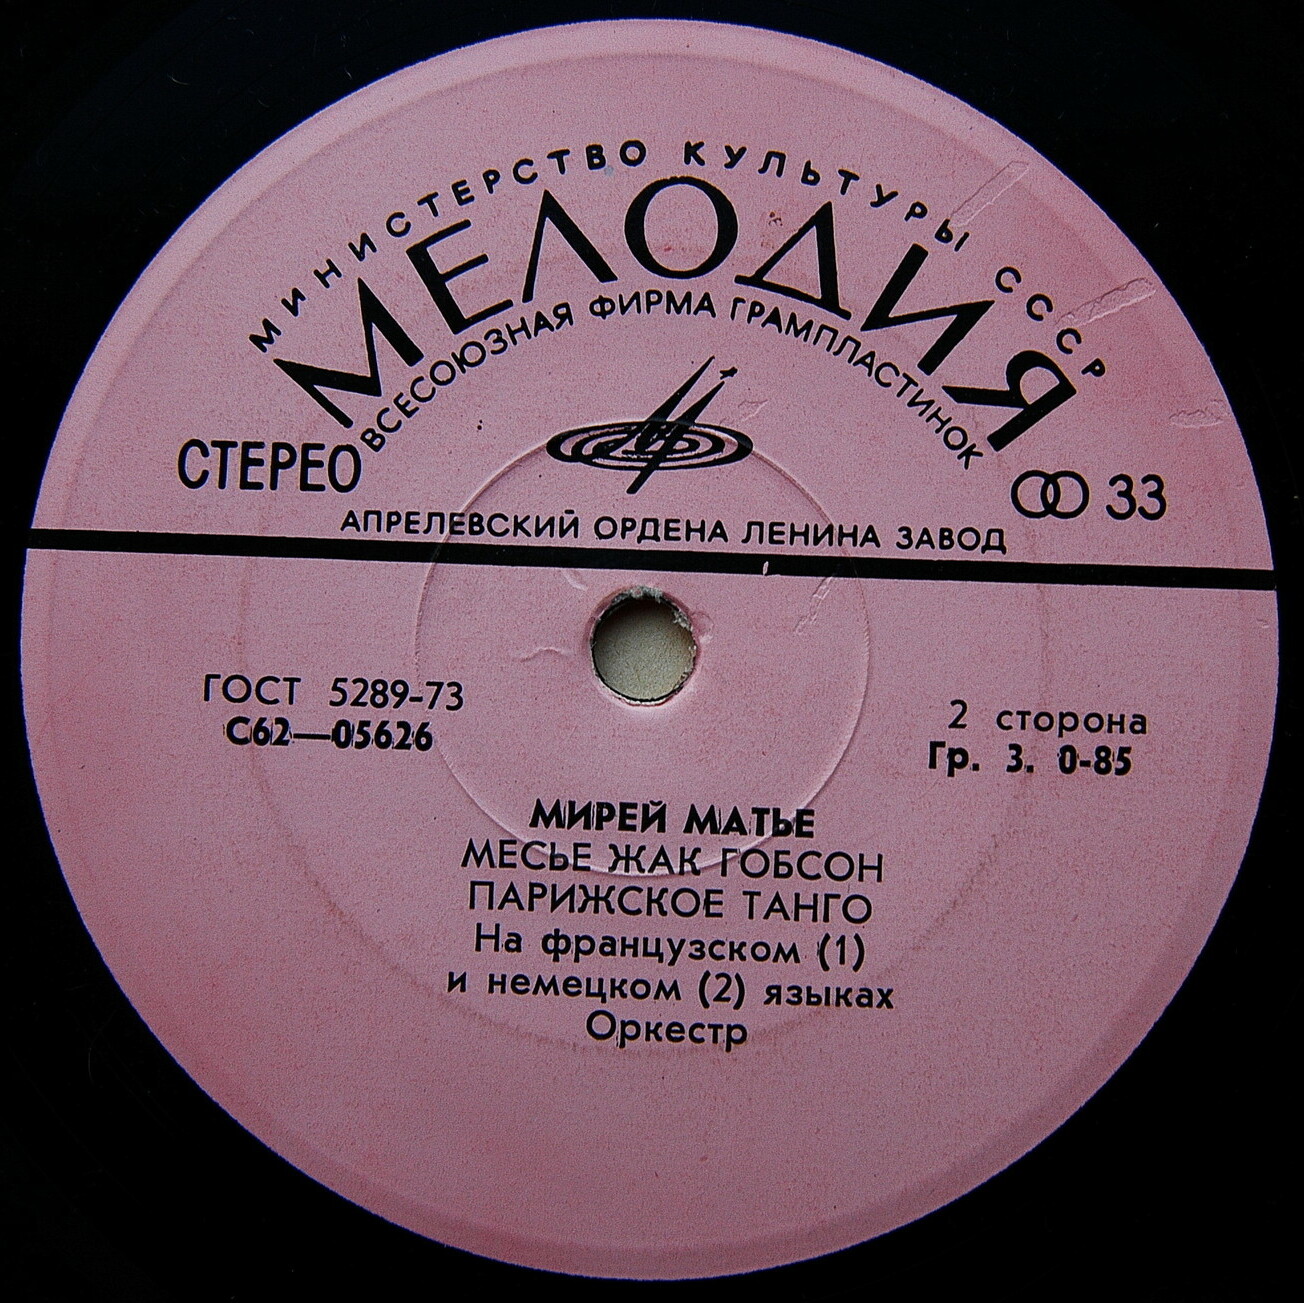 МИНИСТЕРСТВО КУЛЬТУРЫ СССР
МЕЛОДИЯ
ВСЕСОЮЗНАЯ ФИРМА ГРАМПЛАСТИНОК
СТЕРЕО
33
АПРЕЛЕВСКИЙ ОРДЕНА ЛЕНИНА ЗАВОД
ГОСТ 5289-73
С62—05626
2 сторона
Гр. 3. 0-85
МИРЕЙ МАТЬЕ
МЕСЬЕ ЖАК ГОБСОН
ПАРИЖСКОЕ ТАНГО
На французском (1)
и немецком (2) языках
Оркестр